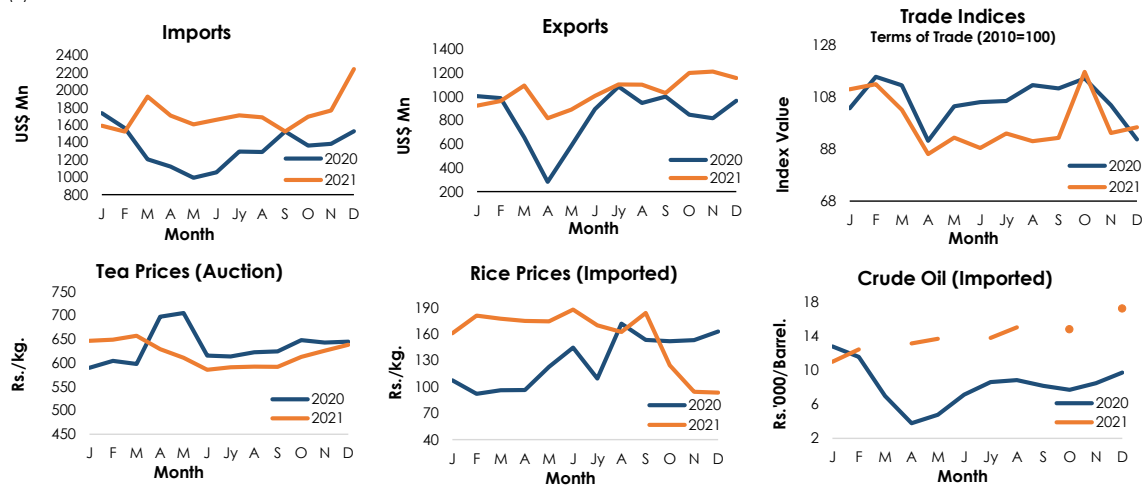 Imports
US$ Mn
2400
2200
2000
1800
1600
1400
1200
1000
800
2020
2021
J F M A M J Jy A S O N D
Month
Exports
US$ Mn
1400
1200
1000
800
600
400
200
2020
2021
J F M A M J Jy A S O N D
Month
Trade Indices
Terms of Trade (2010=100)
Index Value
128
108
88
68
2020
2021
J F M A M J Jy A S O N D
Month
Tea Prices (Auction)
Rs./kg.
750
700
650
600
550
500
450
2020
2021
J F M A M J Jy A S O N D
Month
Rice Prices (Imported)
Rs./kg.
190
160
130
100
70
40
2020
2021
J F M A M J Jy A S O N D
Month
Crude Oil (Imported)
Rs.'000/Barrel.
18
14
10
6
2
2020
2021
J F M A M J Jy A S O N D
Month